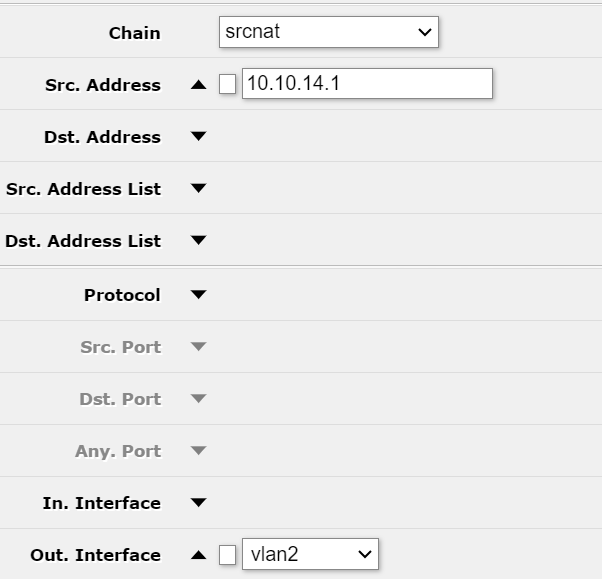 Chain srcnat
Src. Address 10.10.14.1
Dst. Address
Src. Address List
Dst. Address List
Protocol
Src. Port
Dst. Port
Any. Port
In. Interface
Out. Interface vlan2